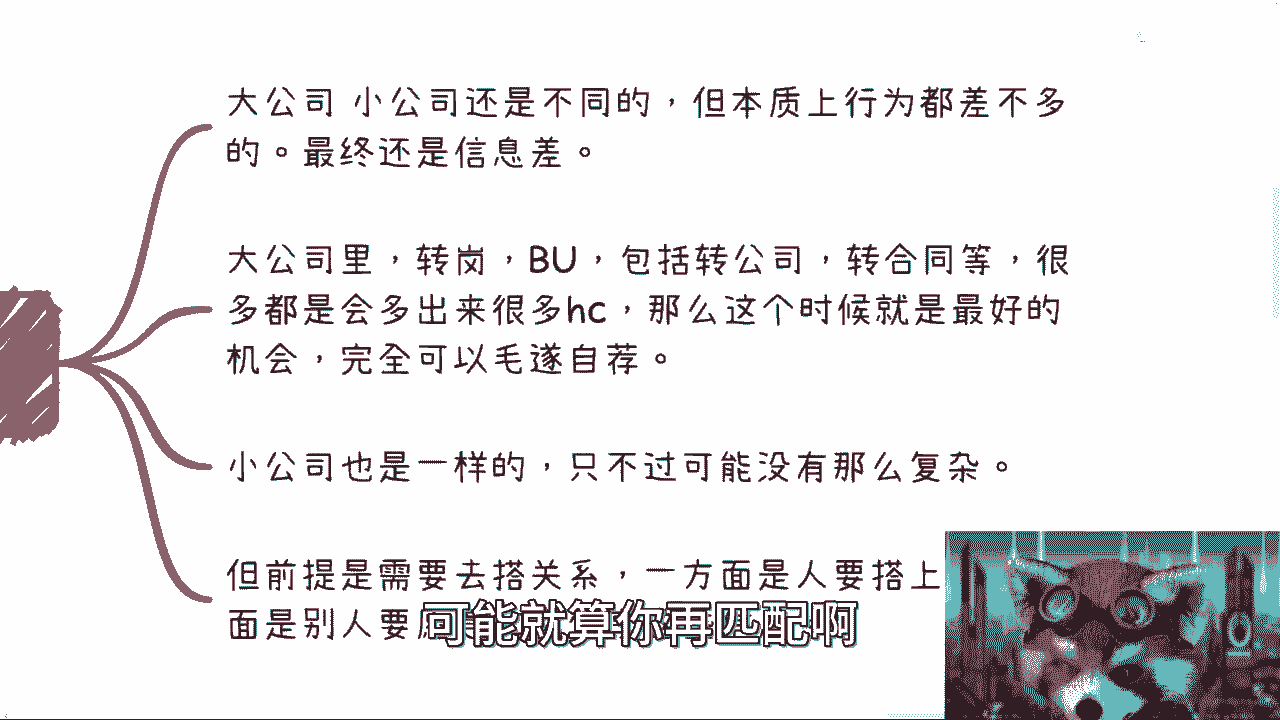 大公司 小公司还是不同的，但本质上行为都差不多
的。最终还是信息差。
大公司里，转岗，BU，包括转公司，转合同等，很
多都是会多出来很多hc，那么这个时候就是最好的
机会，完全可以毛遂自荐。
小公司也是一样的，只不过可能没有那么复杂。
但前提是需要去搭关系，一方面是人要搭上
面是别人要
可能就算你再匹配啊